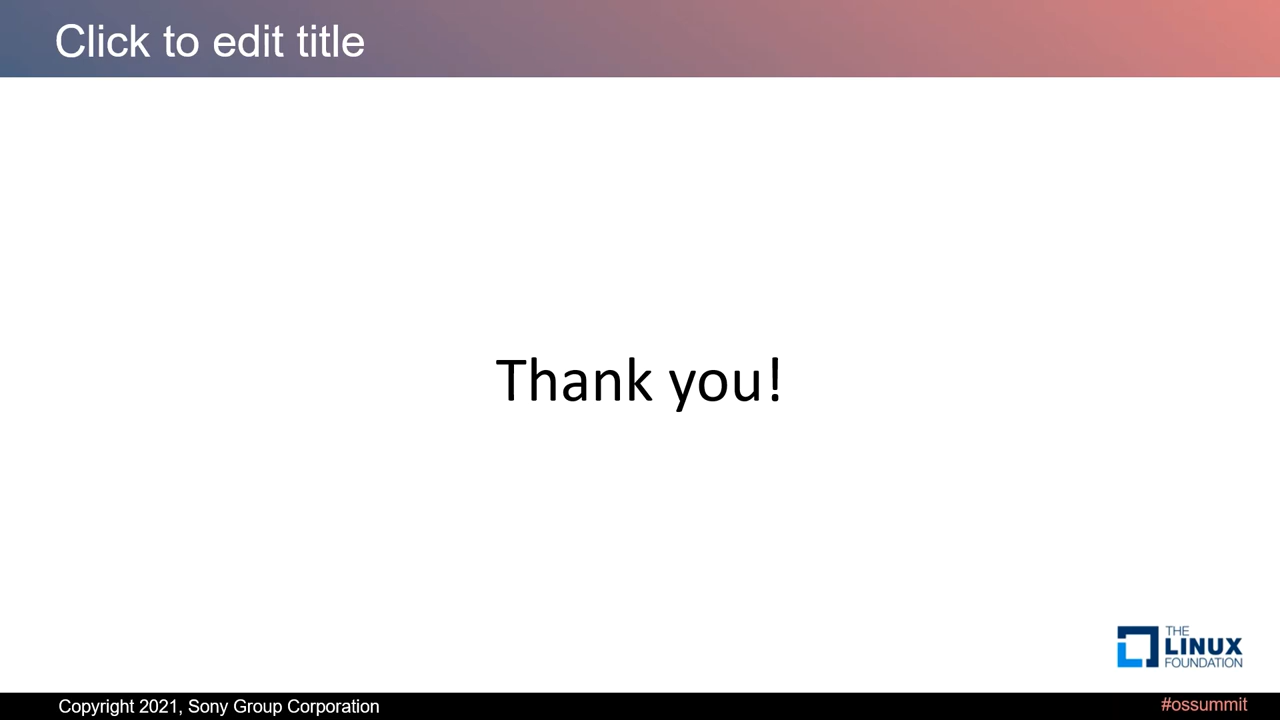 Click to edit title
Thank you!
THE
LINUX
FOUNDATION
Copyright 2021, Sony Group Corporation
#ossummit